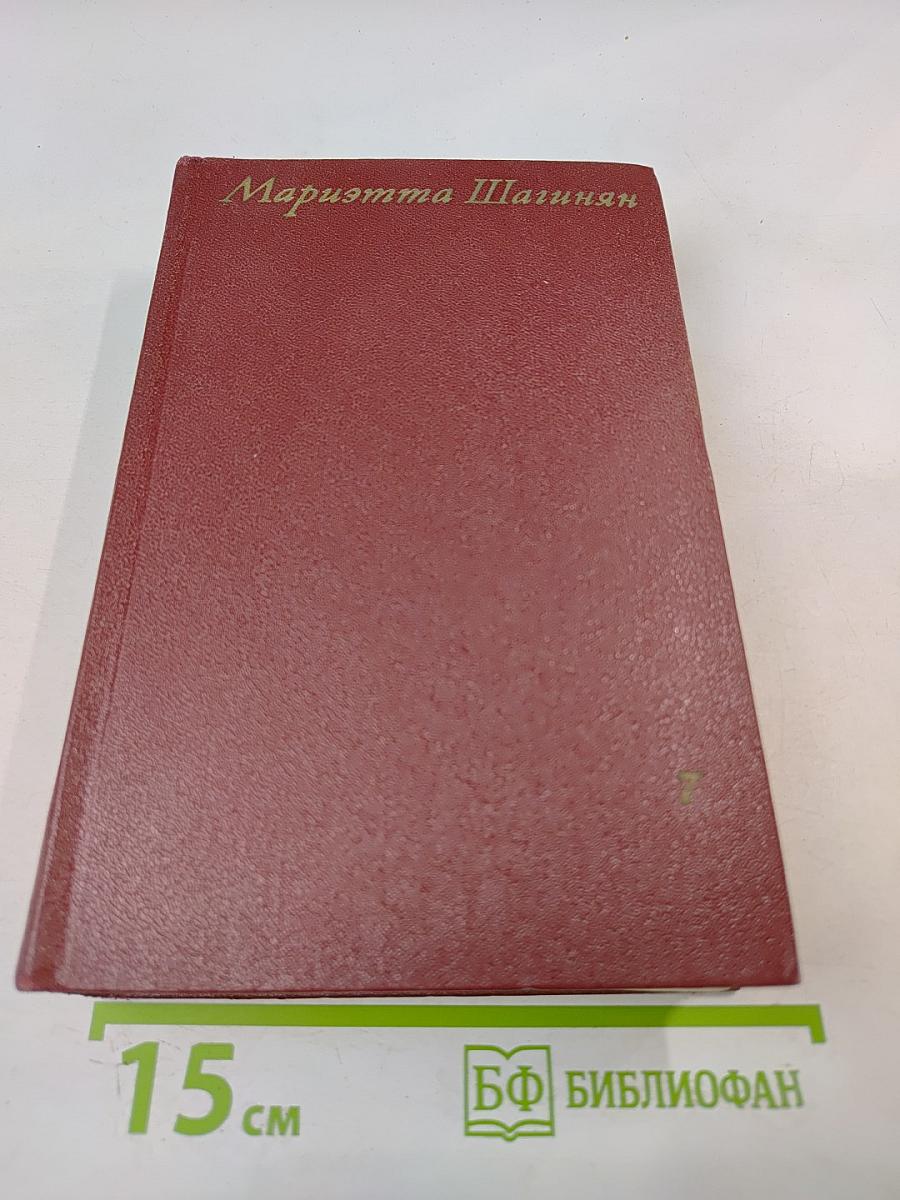 Мариэтта Шагинян
7
15 см
БФ БИБЛИОФАН